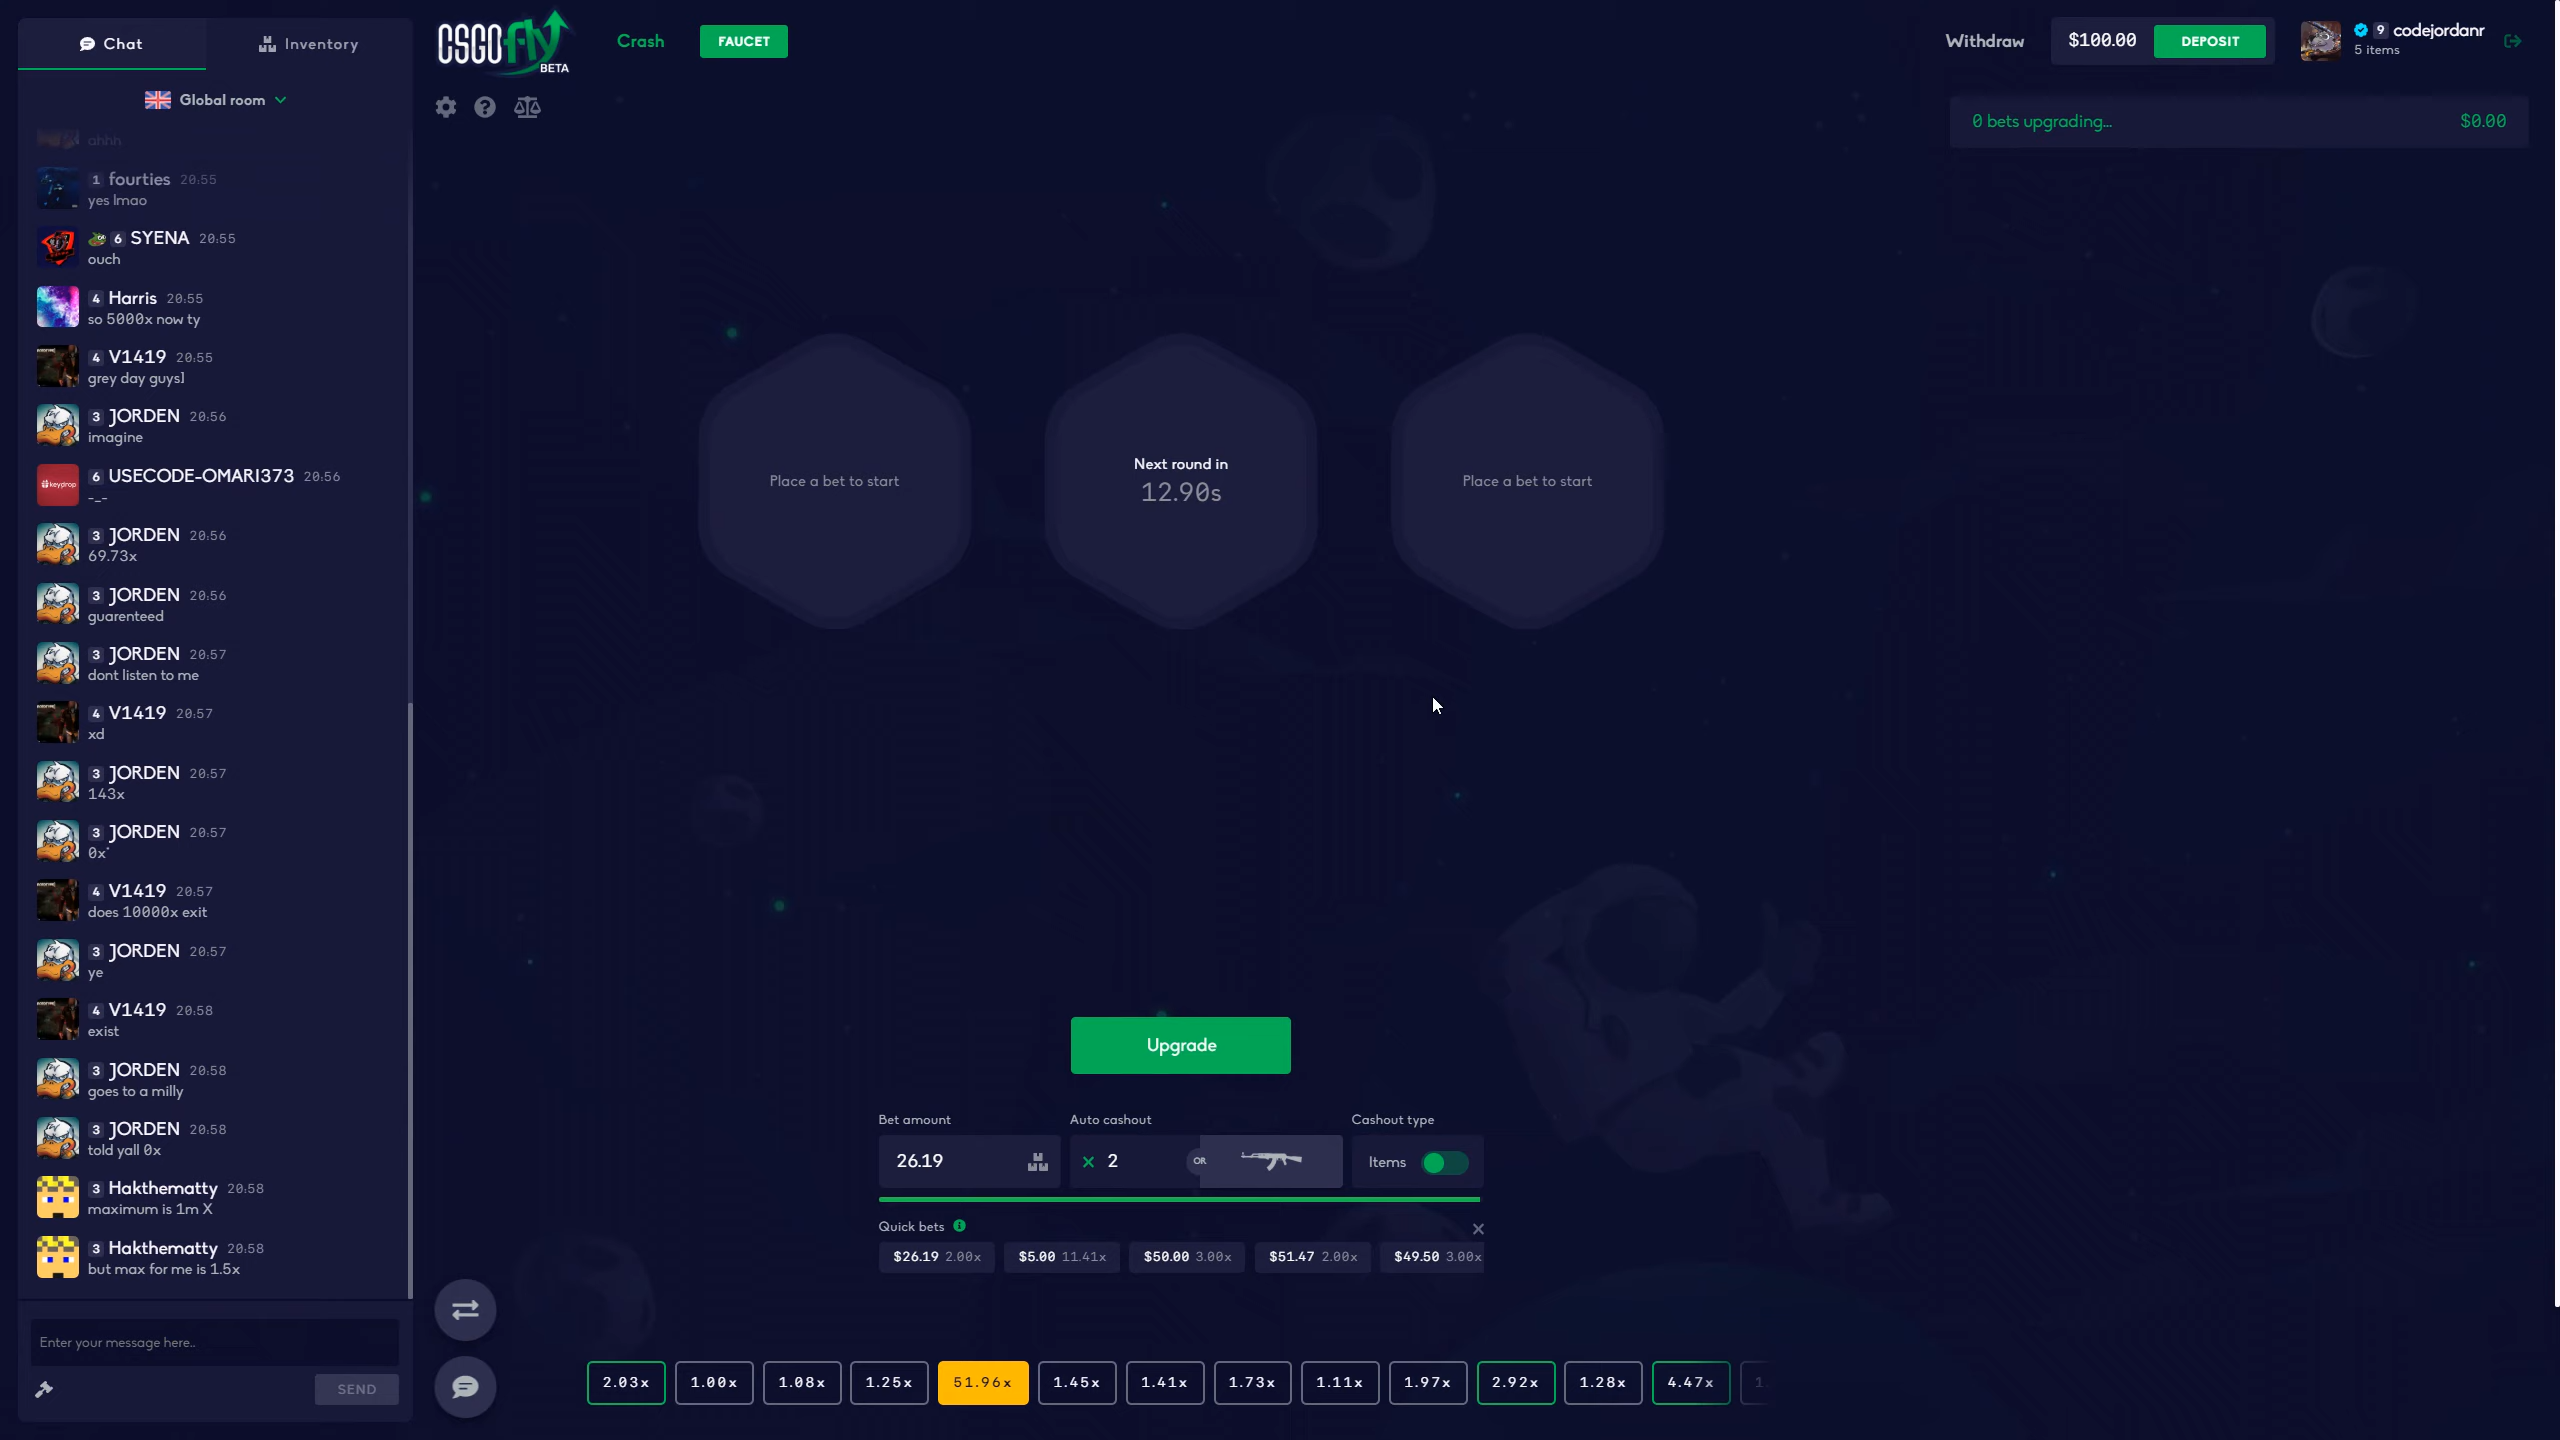 Chat
Inventory
Global room
ahhh
1 fourties 20:55
yes lmao
6 SYENA 20:55
ouch
4 Harris 20:55
so 5000x now ty
4 V1419 20:55
grey day guys]
3 JORDEN 20:56
imagine
6 USECODE-OMARI373 20:56
-_-
3 JORDEN 20:56
69.73x
3 JORDEN 20:56
guarenteed
3 JORDEN 20:57
dont listen to me
4 V1419 20:57
xd
3 JORDEN 20:57
143x
3 JORDEN 20:57
0x*
4 V1419 20:57
does 10000x exit
3 JORDEN 20:57
ye
4 V1419 20:58
exist
3 JORDEN 20:58
goes to a milly
3 JORDEN 20:58
told yall 0x
3 Hakthematty 20:58
maximum is 1m X
3 Hakthematty 20:58
but max for me is 1.5x
Enter your message here..
SEND
CSGOfly
BETA
Crash
FAUCET
Withdraw
$100.00
DEPOSIT
9 codejordanr
5 items
0 bets upgrading... $0.00
Place a bet to start
Next round in
12.90s
Place a bet to start
Upgrade
Bet amount
Auto cashout
Cashout type
26.19
× 2
OR
Items
Quick bets
$26.19 2.00x
$5.00 11.41x
$50.00 3.00x
$51.47 2.00x
$49.50 3.00x
2.03x
1.00x
1.08x
1.25x
51.96x
1.45x
1.41x
1.73x
1.11x
1.97x
2.92x
1.28x
4.47x